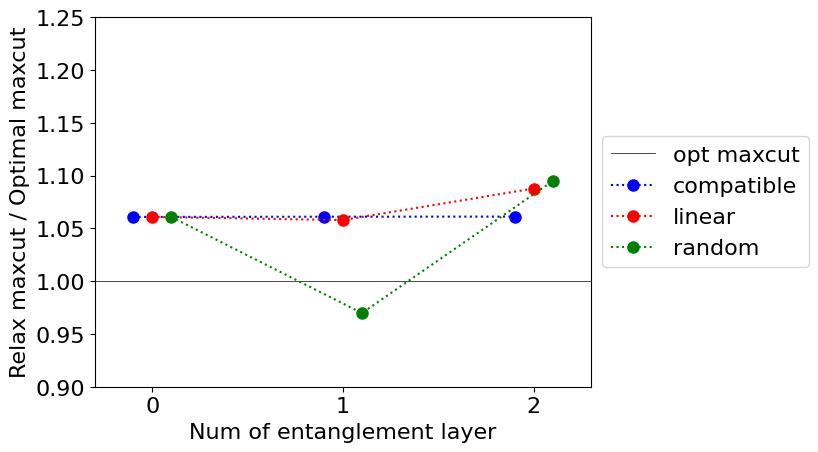 Relax maxcut / Optimal maxcut
1.25
1.20
1.15
1.10
1.05
1.00
0.95
0.90
0
1
2
Num of entanglement layer
opt maxcut
compatible
linear
random